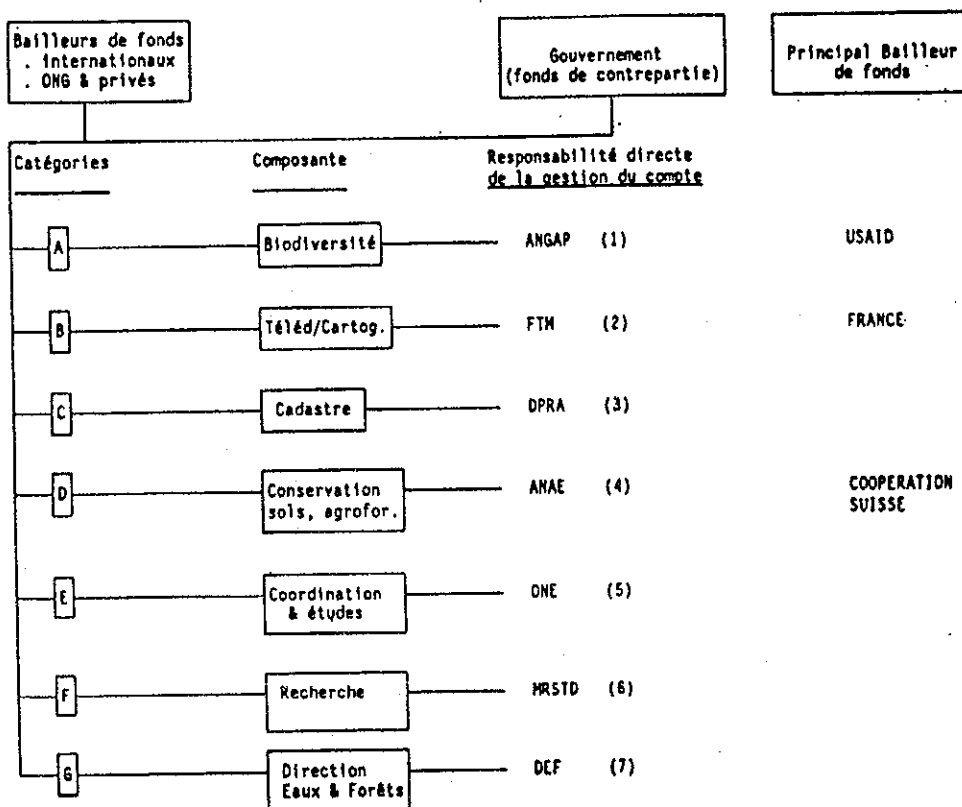 Bailleurs de fonds
. internationaux
. ONG & privés
Gouvernement
(fonds de contrepartie)
Principal Bailleur
de fonds
Catégories
Composante
Responsabilité directe
de la gestion du compte
A
Biodiversité
ANGAP (1)
USAID
B
Téléd/Cartog.
FTM (2)
FRANCE
C
Cadastre
DPRA (3)
D
Conservation
sols, agrofor.
ANAE (4)
COOPERATION
SUISSE
E
Coordination
& études
ONE (5)
F
Recherche
MRSTD (6)
G
Direction
Eaux & Forêts
DEF (7)